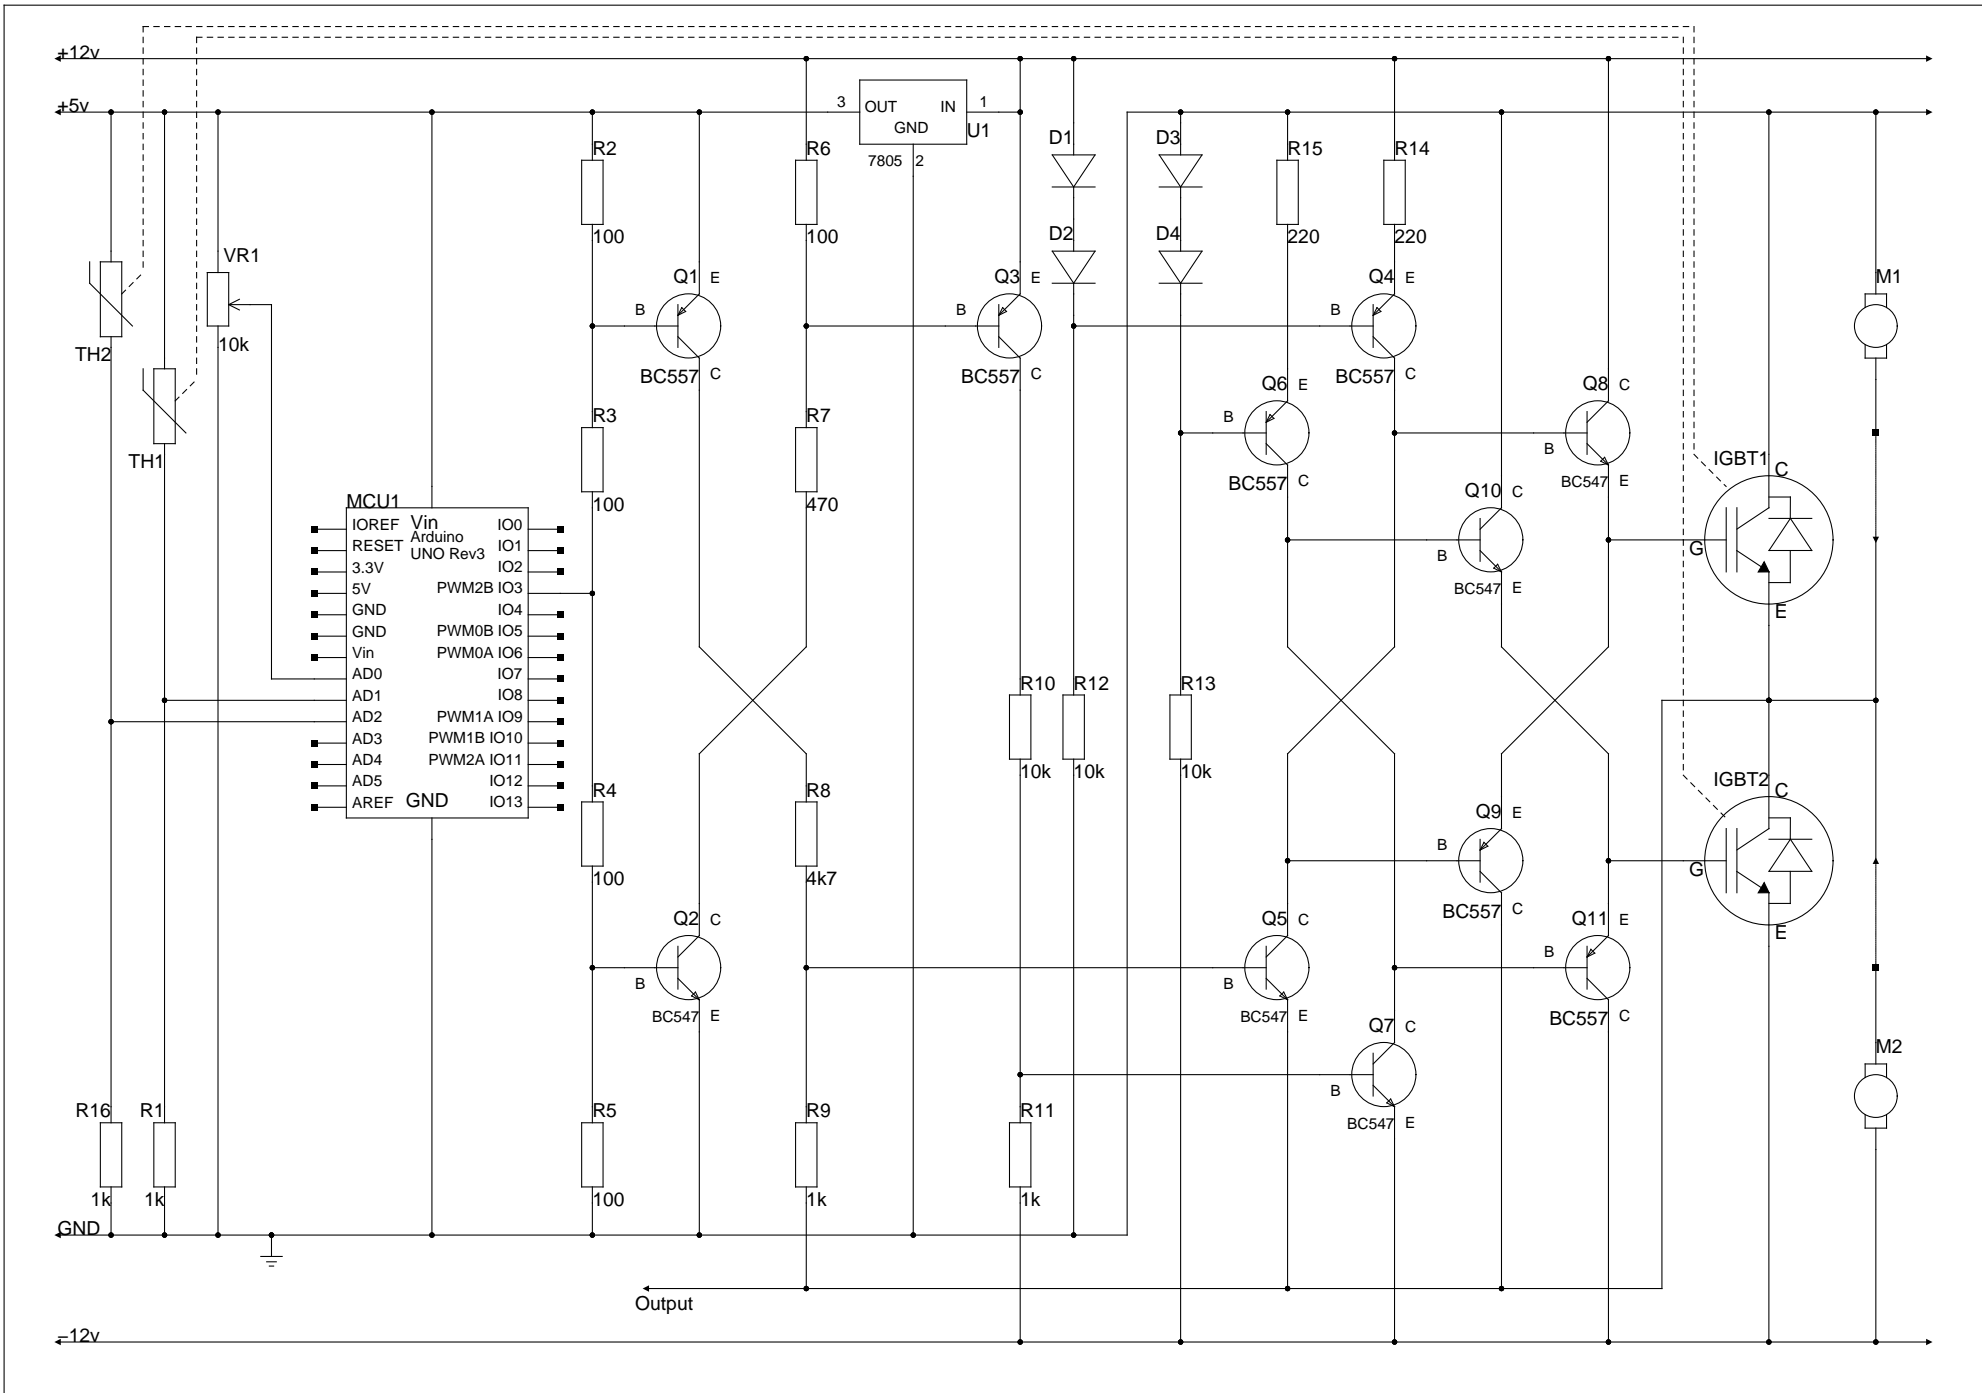 +12v
+5v
3 OUT IN 1
GND
U1
7805 2
D1
D3
R2
100
R6
100
R15
220
R14
220
D2
D4
VR1
10k
TH2
TH1
Q1 E
B
BC557 C
Q3 E
B
BC557 C
Q4 E
B
BC557 C
M1
R3
100
R7
470
Q6 E
B
BC557 C
Q8 C
B
BC547 E
Q10 C
B
BC547 E
IGBT1
C
G
E
MCU1
Vin
Arduino
UNO Rev3
IOREF IO0
RESET IO1
3.3V IO2
5V PWM2B IO3
GND IO4
GND PWM0B IO5
Vin PWM0A IO6
AD0 IO7
AD1 IO8
AD2 PWM1A IO9
AD3 PWM1B IO10
AD4 PWM2A IO11
AD5 IO12
AREF GND IO13
R10
10k
R12
10k
R13
10k
R4
100
R8
4k7
Q9 E
B
BC557 C
IGBT2
C
G
E
Q2 C
B
BC547 E
Q5 C
B
BC547 E
Q11 E
B
BC557 C
Q7 C
B
BC547 E
M2
R16
1k
R1
1k
R5
100
R9
1k
R11
1k
GND
Output
−12v